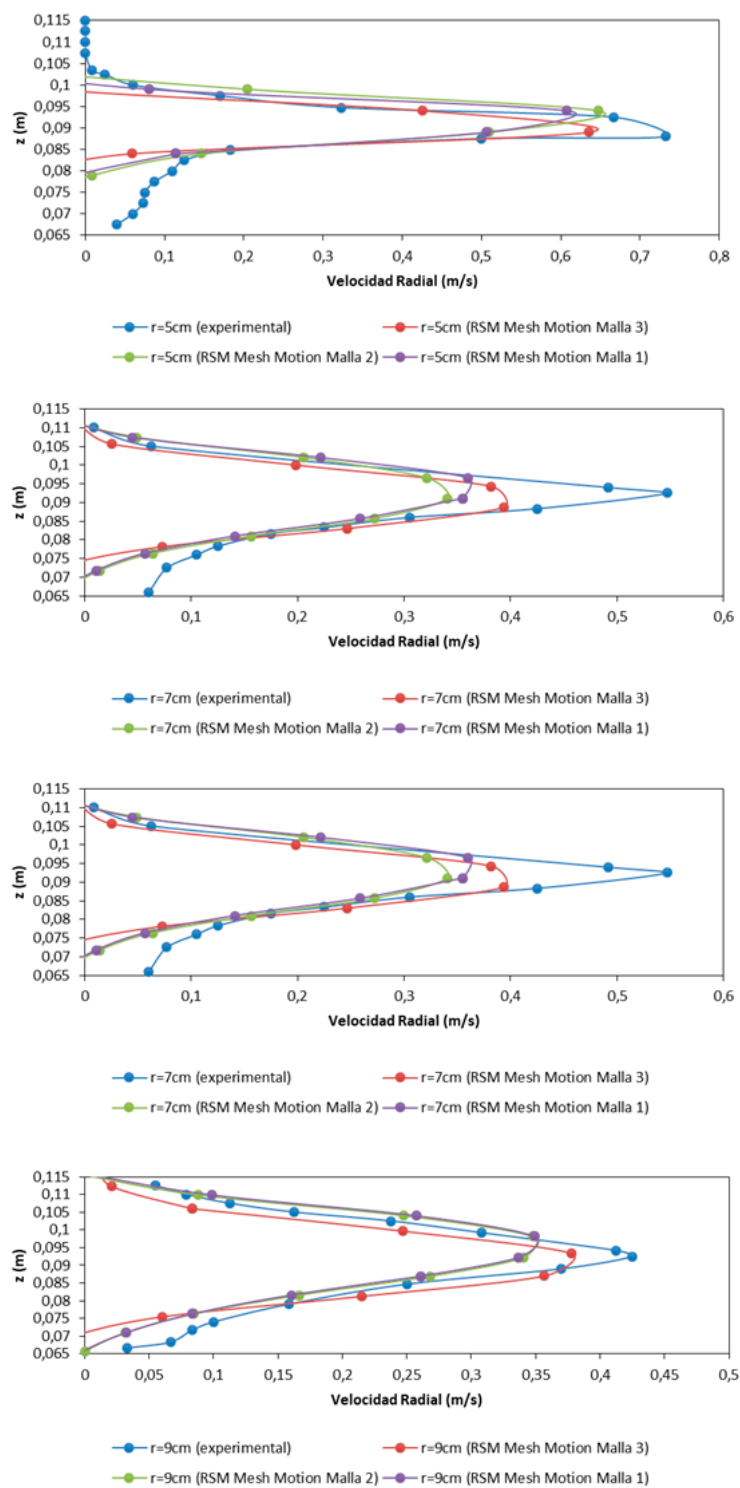 0,115
0,11
0,105
0,1
0,095
0,09
0,085
0,08
0,075
0,07
0,065
z (m)
0 0,1 0,2 0,3 0,4 0,5 0,6 0,7 0,8
Velocidad Radial (m/s)
r=5cm (experimental) r=5cm (RSM Mesh Motion Malla 3)
r=5cm (RSM Mesh Motion Malla 2) r=5cm (RSM Mesh Motion Malla 1)
0,115
0,11
0,105
0,1
0,095
0,09
0,085
0,08
0,075
0,07
0,065
z (m)
0 0,1 0,2 0,3 0,4 0,5 0,6
Velocidad Radial (m/s)
r=7cm (experimental) r=7cm (RSM Mesh Motion Malla 3)
r=7cm (RSM Mesh Motion Malla 2) r=7cm (RSM Mesh Motion Malla 1)
0,115
0,11
0,105
0,1
0,095
0,09
0,085
0,08
0,075
0,07
0,065
z (m)
0 0,1 0,2 0,3 0,4 0,5 0,6
Velocidad Radial (m/s)
r=7cm (experimental) r=7cm (RSM Mesh Motion Malla 3)
r=7cm (RSM Mesh Motion Malla 2) r=7cm (RSM Mesh Motion Malla 1)
0,115
0,11
0,105
0,1
0,095
0,09
0,085
0,08
0,075
0,07
0,065
z (m)
0 0,05 0,1 0,15 0,2 0,25 0,3 0,35 0,4 0,45 0,5
Velocidad Radial (m/s)
r=9cm (experimental) r=9cm (RSM Mesh Motion Malla 3)
r=9cm (RSM Mesh Motion Malla 2) r=9cm (RSM Mesh Motion Malla 1)